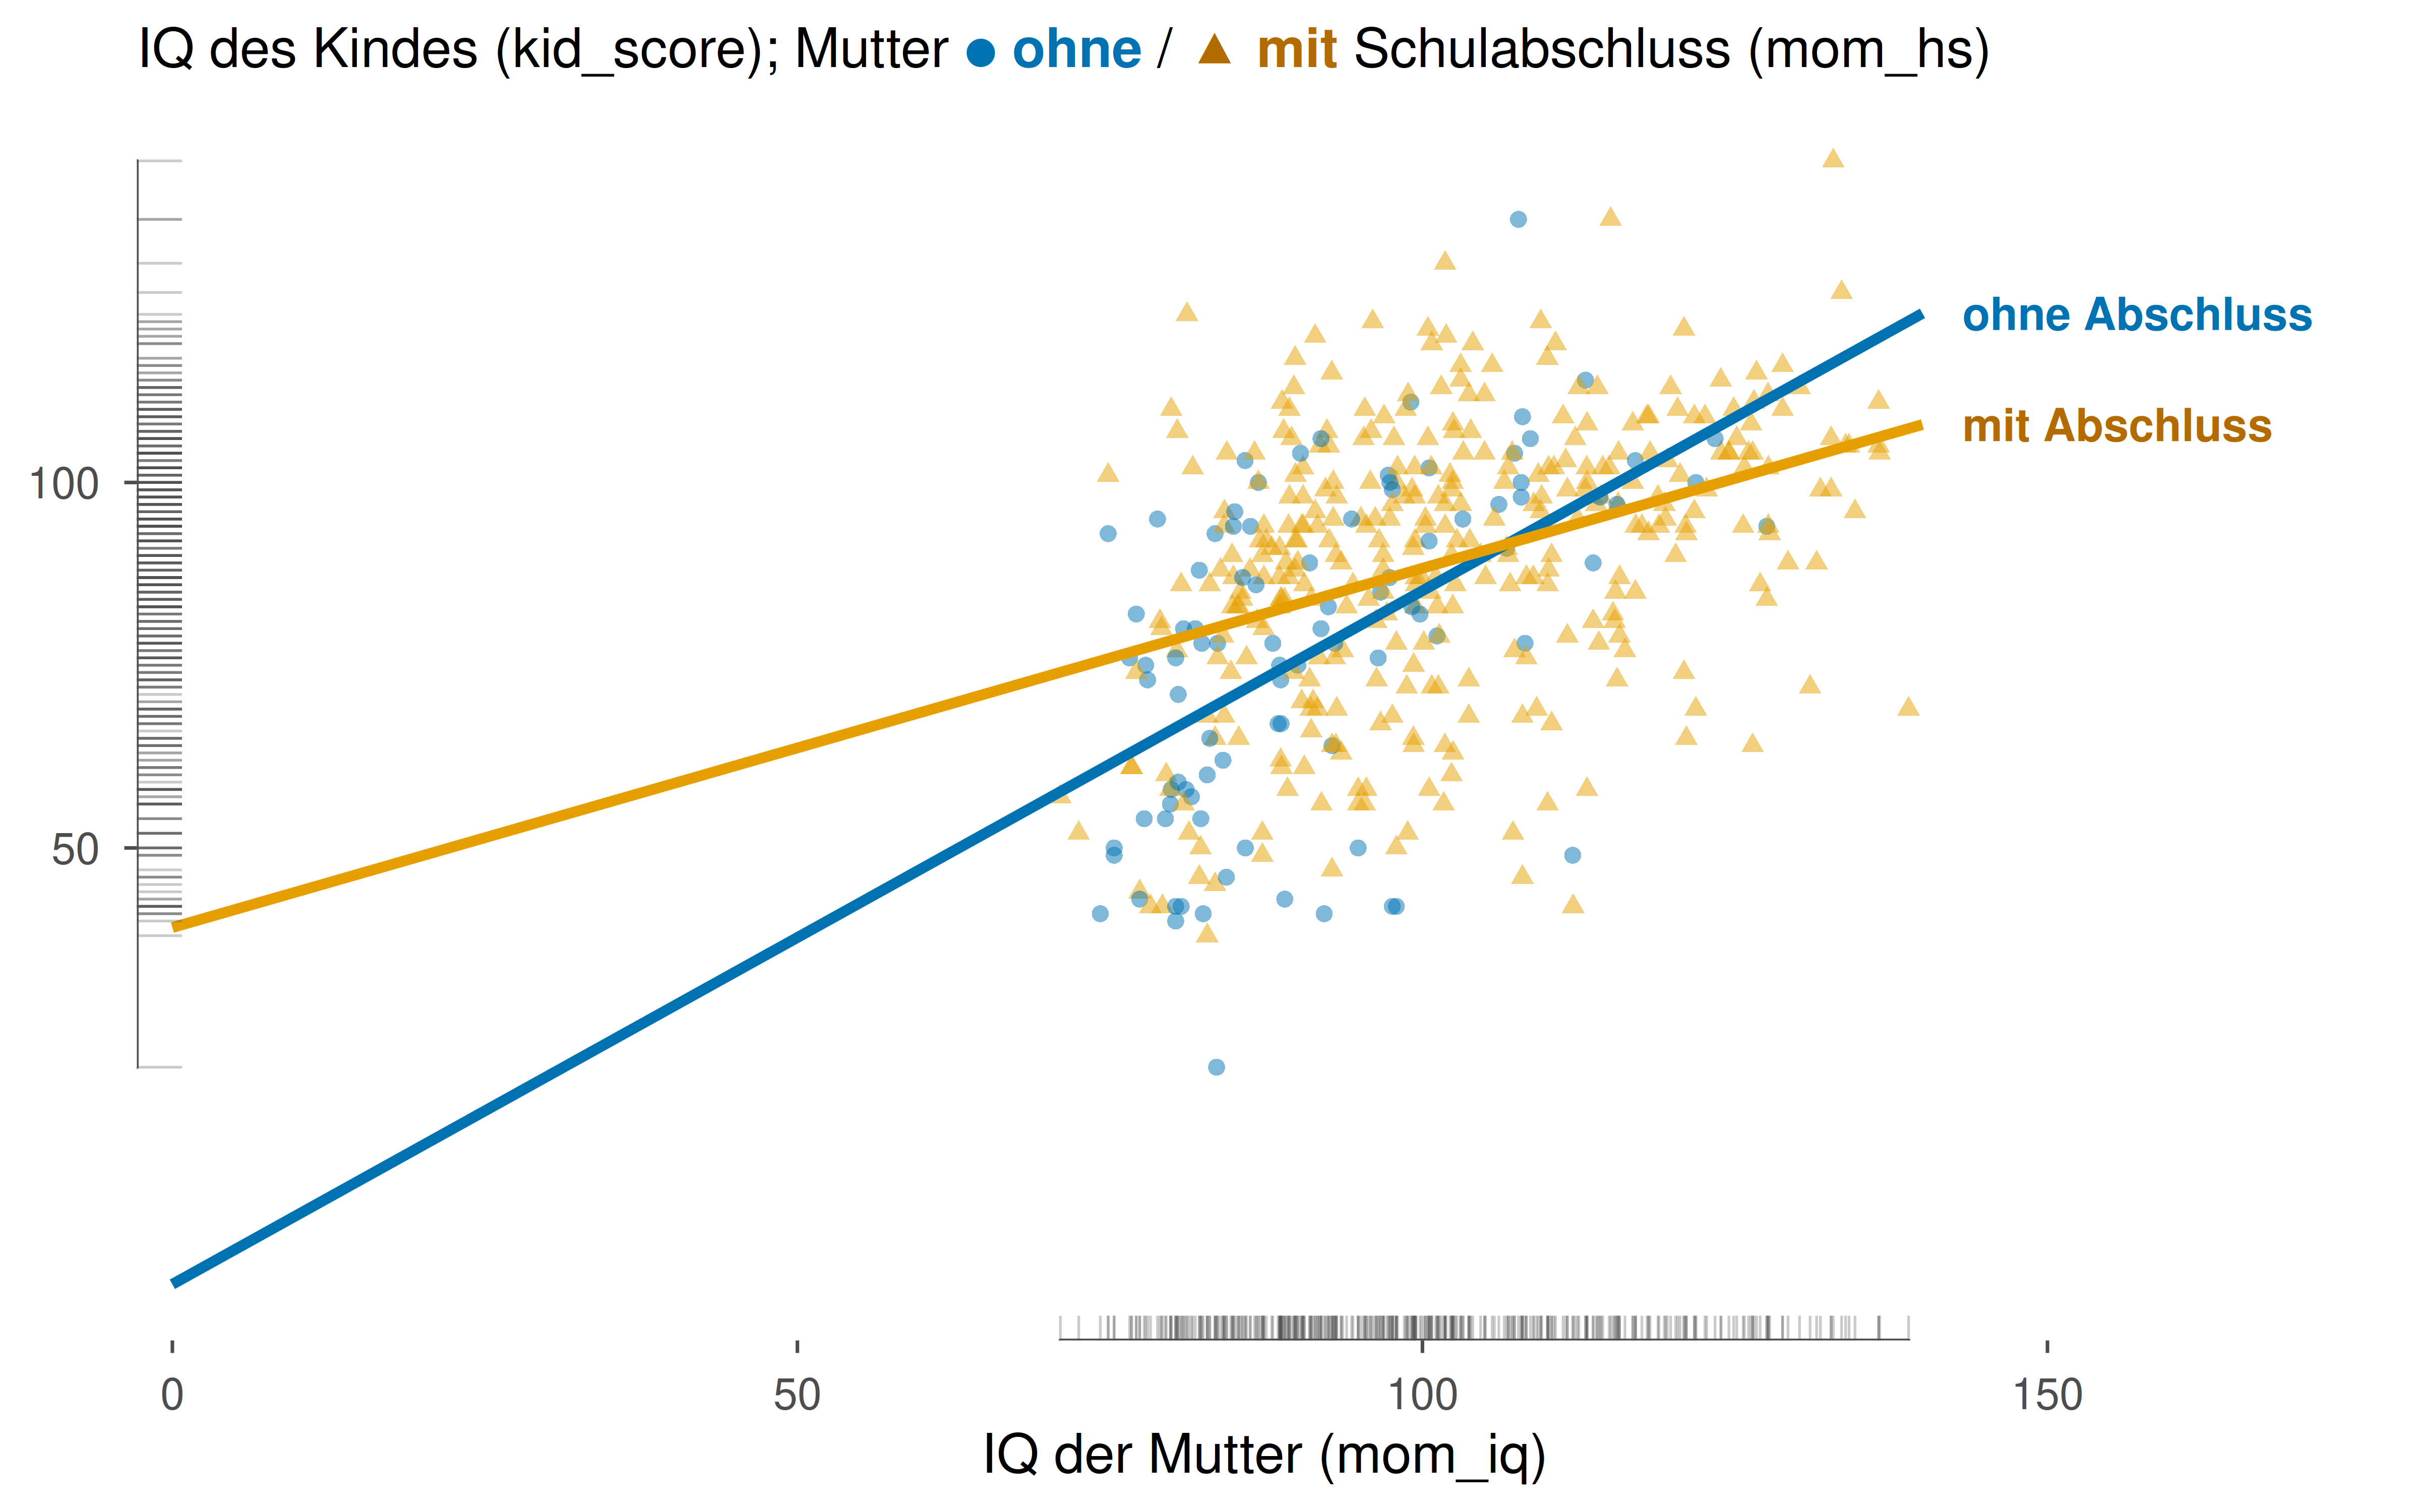 IQ des Kindes (kid_score); Mutter ● ohne / ▲ mit Schulabschluss (mom_hs)
ohne Abschluss
mit Abschluss
100
50
0 50 100 150
IQ der Mutter (mom_iq)